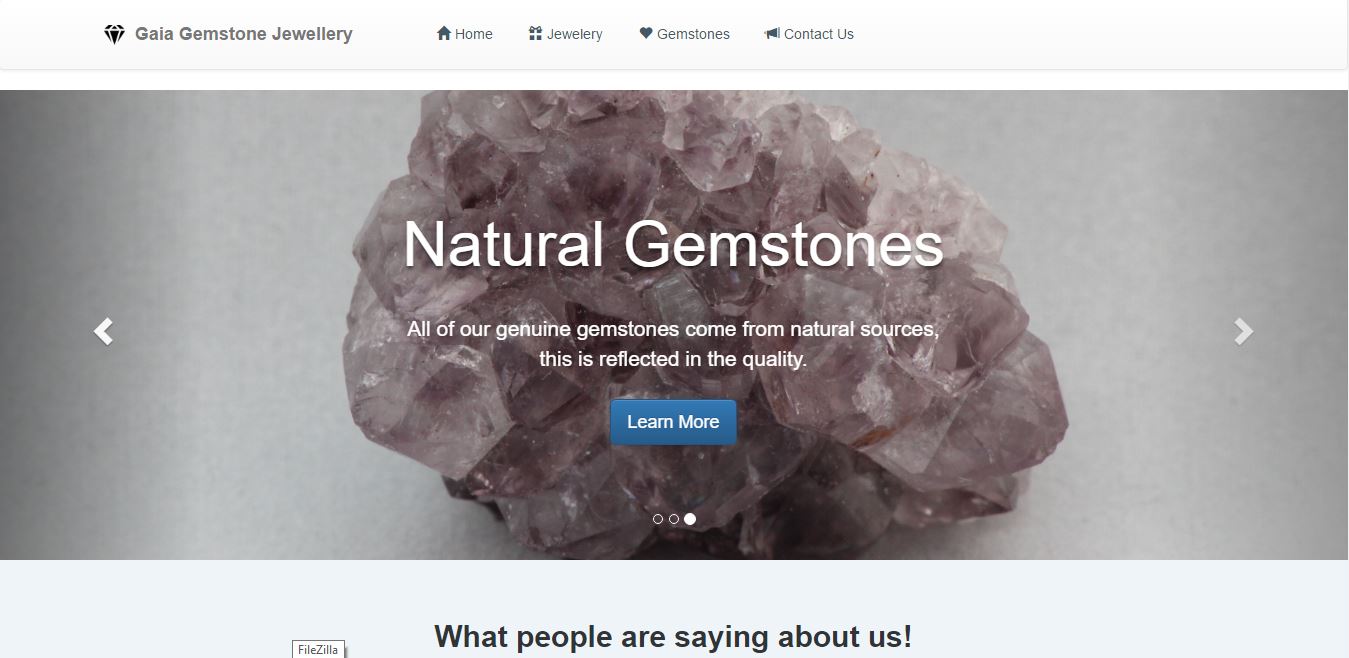 Gaia Gemstone Jewellery
Home
Jewelery
Gemstones
Contact Us
Natural Gemstones
All of our genuine gemstones come from natural sources,
this is reflected in the quality.
Learn More
What people are saying about us!
FileZilla